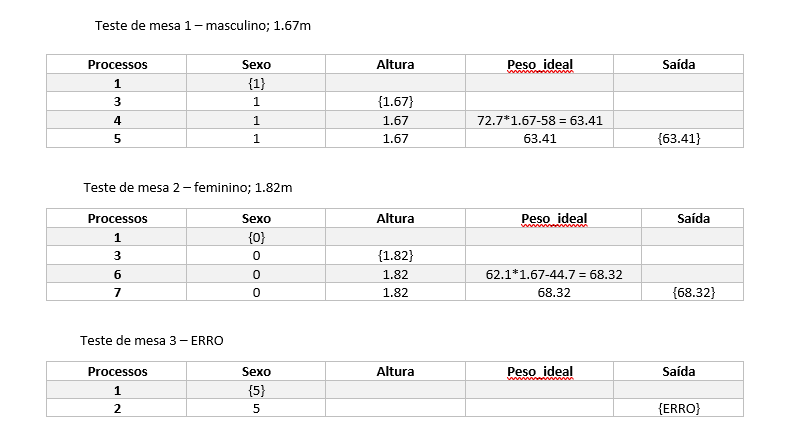 Teste de mesa 1 – masculino; 1.67m
Processos Sexo Altura Peso_ideal Saída
1 {1}
3 1 {1.67}
4 1 1.67 72.7*1.67-58 = 63.41
5 1 1.67 63.41 {63.41}
Teste de mesa 2 – feminino; 1.82m
Processos Sexo Altura Peso_ideal Saída
1 {0}
3 0 {1.82}
6 0 1.82 62.1*1.67-44.7 = 68.32
7 0 1.82 68.32 {68.32}
Teste de mesa 3 – ERRO
Processos Sexo Altura Peso_ideal Saída
1 {5}
2 5 {ERRO}